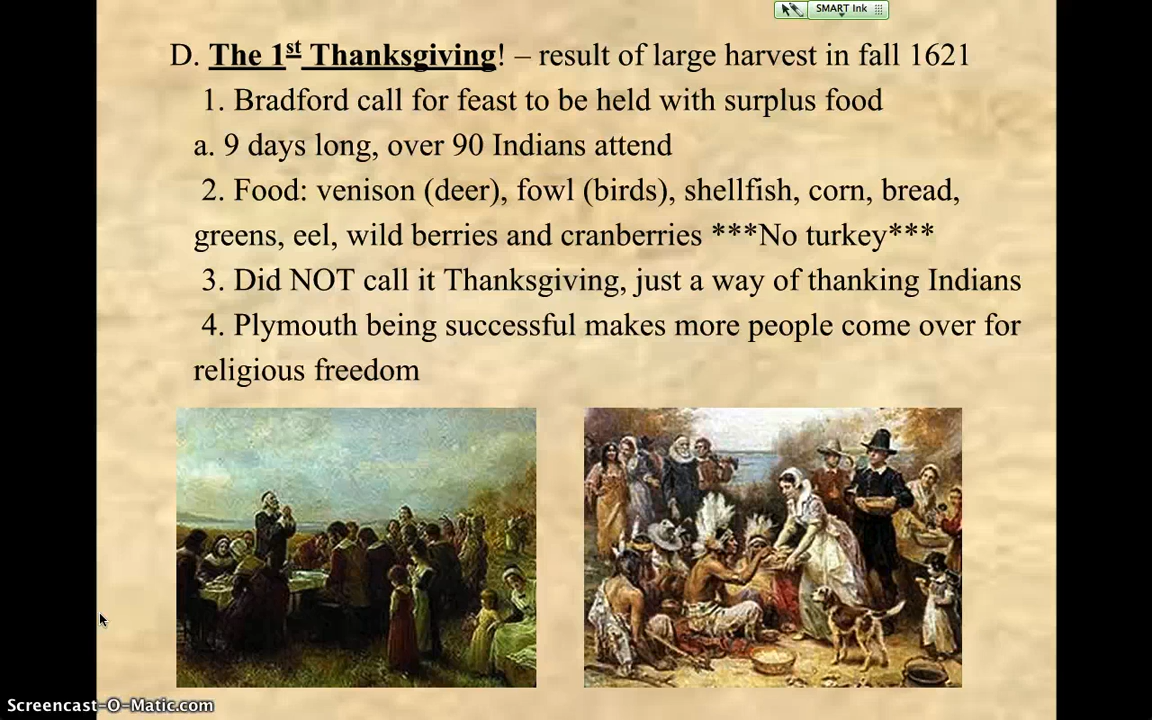 SMART Ink
D. The 1st Thanksgiving! – result of large harvest in fall 1621
1. Bradford call for feast to be held with surplus food
a. 9 days long, over 90 Indians attend
2. Food: venison (deer), fowl (birds), shellfish, corn, bread,
greens, eel, wild berries and cranberries ***No turkey***
3. Did NOT call it Thanksgiving, just a way of thanking Indians
4. Plymouth being successful makes more people come over for
religious freedom
Screencast-O-Matic.com